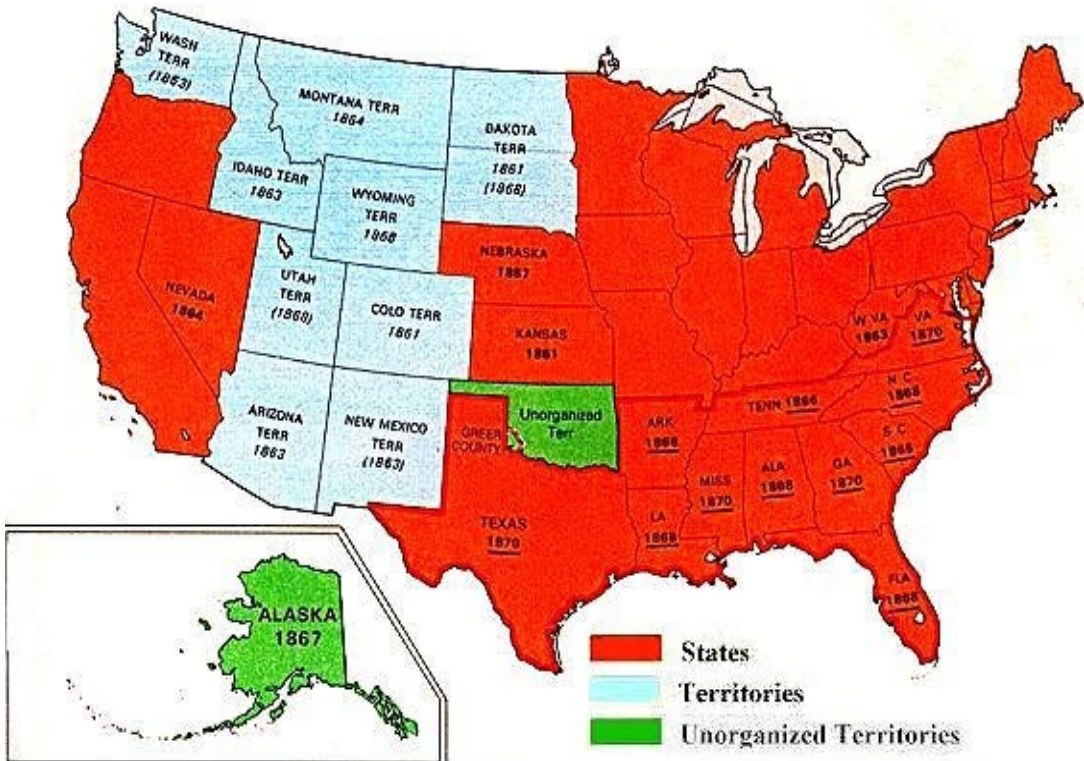 WASH
TERR
(1863)
MONTANA TERR
1864
DAKOTA
TERR
1861
(1868)
IDAHO TERR
1863
WYOMING
TERR
1868
NEBRASKA
1867
NEVADA
1864
UTAH
TERR
(1868)
COLO TERR
1861
KANSAS
1861
W VA
1863
VA
1870
ARIZONA
TERR
1863
NEW MEXICO
TERR
(1863)
GREER
COUNTY
Unorganized
Terr
TENN 1866
N C
1868
S C
1868
ARK
1868
MISS
1870
ALA
1868
GA
1870
TEXAS
1870
LA
1868
FLA
1868
ALASKA
1867
States
Territories
Unorganized Territories